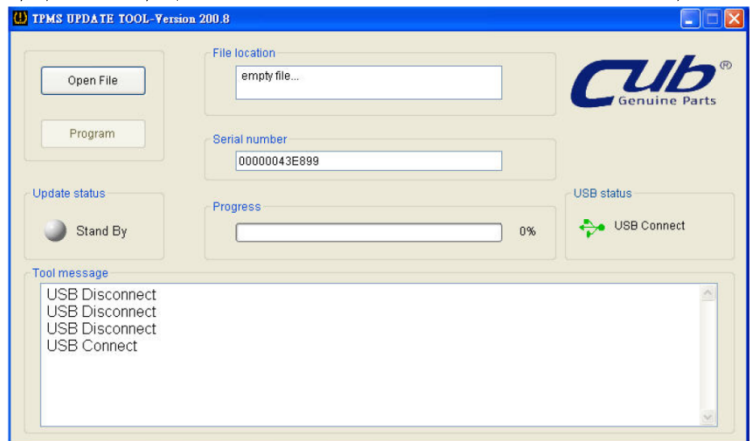 TPMS UPDATE TOOL-Version 200.8
Open File
Program
File location
empty file...
Cub®
Genuine Parts
Serial number
00000043E899
Update status
Stand By
Progress
0%
USB status
USB Connect
Tool message
USB Disconnect
USB Disconnect
USB Disconnect
USB Connect